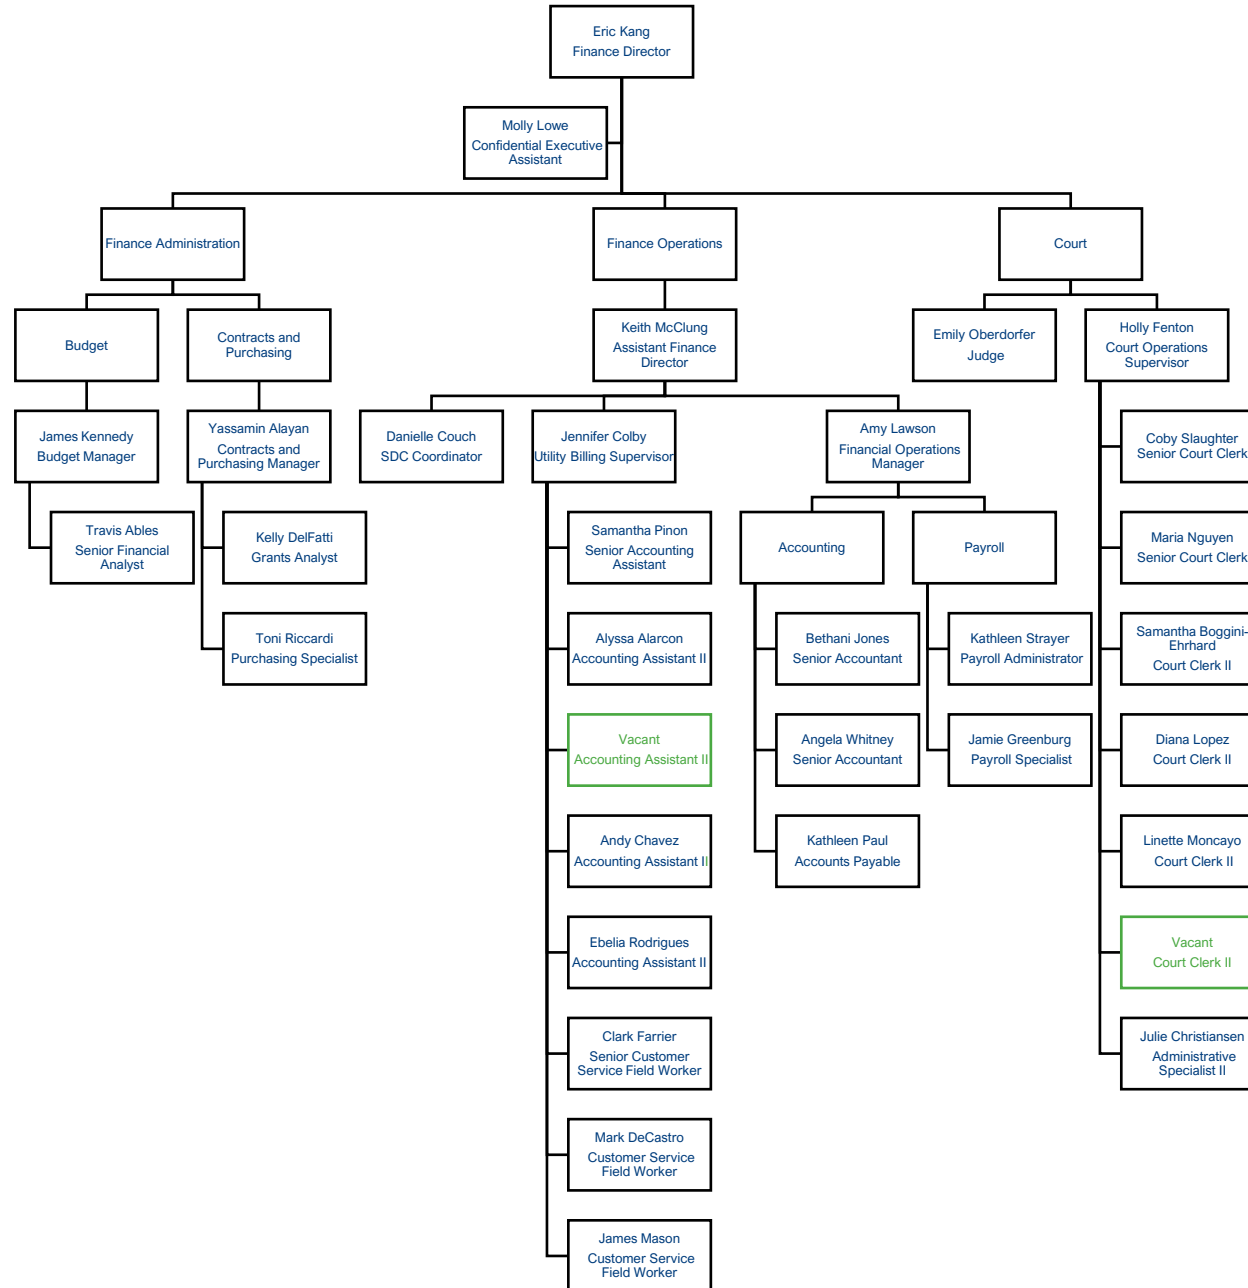 Eric Kang
Finance Director
Molly Lowe
Confidential Executive
Assistant
Finance Administration
Finance Operations
Court
Budget
Contracts and
Purchasing
Keith McClung
Assistant Finance
Director
Emily Oberdorfer
Judge
Holly Fenton
Court Operations
Supervisor
James Kennedy
Budget Manager
Yassamin Alayan
Contracts and
Purchasing Manager
Danielle Couch
SDC Coordinator
Jennifer Colby
Utility Billing Supervisor
Amy Lawson
Financial Operations
Manager
Coby Slaughter
Senior Court Clerk
Travis Ables
Senior Financial
Analyst
Kelly DelFatti
Grants Analyst
Samantha Pinon
Senior Accounting
Assistant
Accounting
Payroll
Maria Nguyen
Senior Court Clerk
Toni Riccardi
Purchasing Specialist
Alyssa Alarcon
Accounting Assistant II
Bethani Jones
Senior Accountant
Kathleen Strayer
Payroll Administrator
Samantha Boggini-
Ehrhard
Court Clerk II
Vacant
Accounting Assistant II
Angela Whitney
Senior Accountant
Jamie Greenburg
Payroll Specialist
Diana Lopez
Court Clerk II
Andy Chavez
Accounting Assistant II
Kathleen Paul
Accounts Payable
Linette Moncayo
Court Clerk II
Ebelia Rodrigues
Accounting Assistant II
Vacant
Court Clerk II
Clark Farrier
Senior Customer
Service Field Worker
Julie Christiansen
Administrative
Specialist II
Mark DeCastro
Customer Service
Field Worker
James Mason
Customer Service
Field Worker